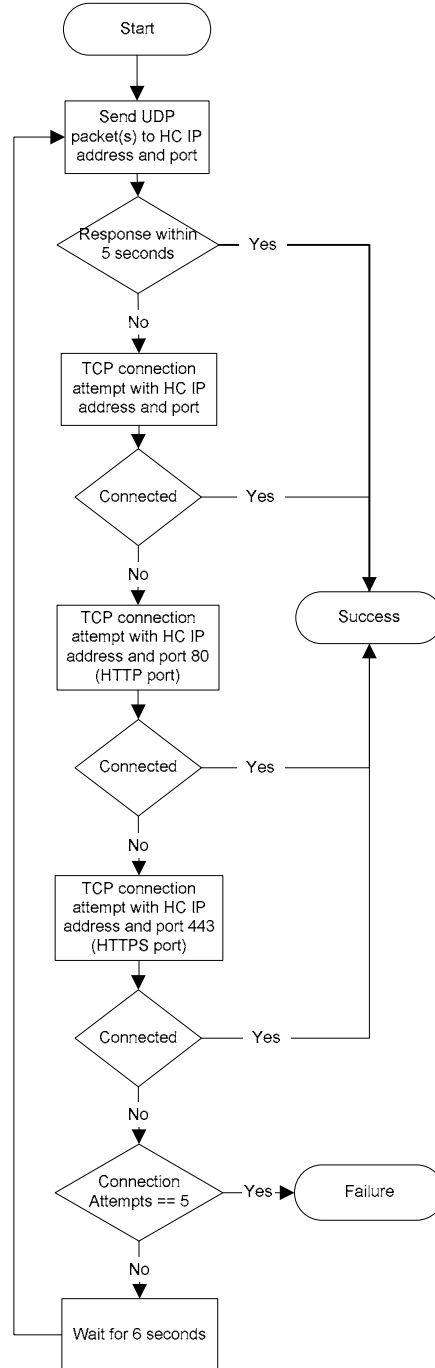 Start
Send UDP
packet(s) to HC IP
address and port
Response within
5 seconds
Yes
No
TCP connection
attempt with HC IP
address and port
Connected
Yes
No
TCP connection
attempt with HC IP
address and port 80
(HTTP port)
Success
Connected
Yes
No
TCP connection
attempt with HC IP
address and port 443
(HTTPS port)
Connected
Yes
No
Connection
Attempts == 5
Yes
Failure
No
Wait for 6 seconds